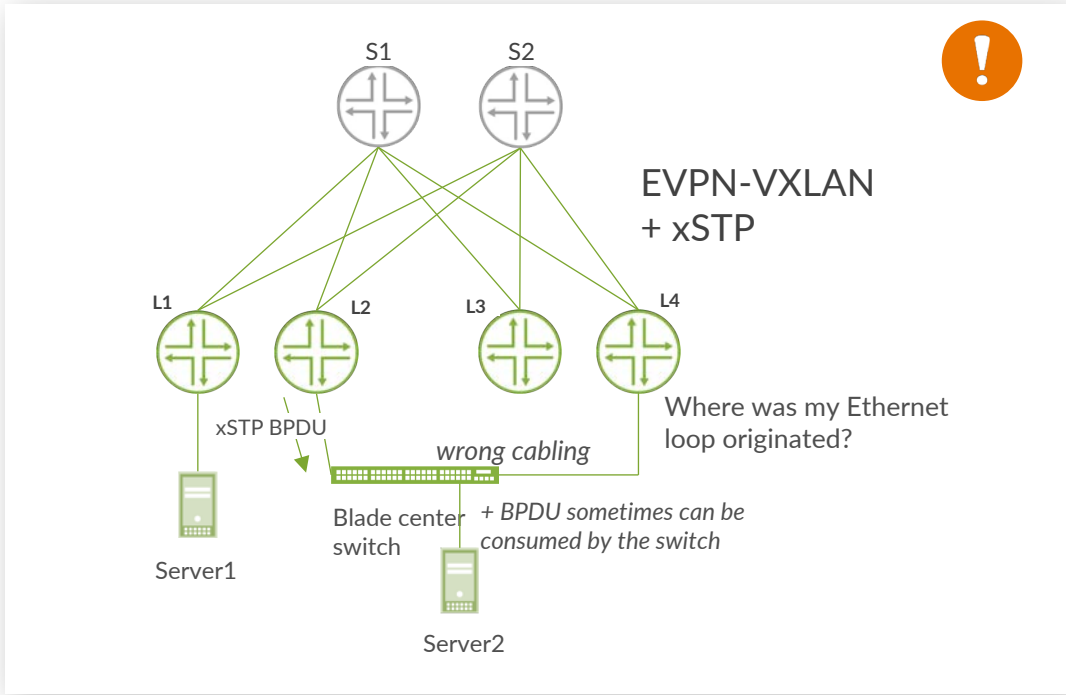 S1
S2
!
EVPN-VXLAN
+ xSTP
L1
L2
L3
L4
Where was my Ethernet
loop originated?
xSTP BPDU
wrong cabling
Blade center
switch
+ BPDU sometimes can be
consumed by the switch
Server1
Server2